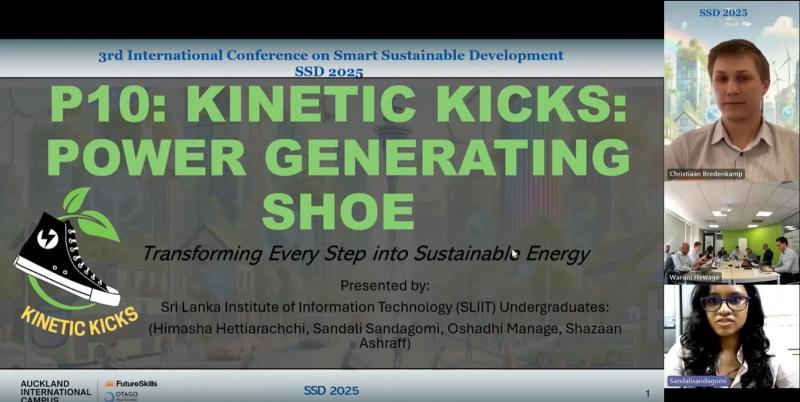 3rd International Conference on Smart Sustainable Development
SSD 2025
P10: KINETIC KICKS:
POWER GENERATING
SHOE
Transforming Every Step into Sustainable Energy
KINETIC KICKS
Presented by:
Sri Lanka Institute of Information Technology (SLIIT) Undergraduates:
(Himasha Hettiarachchi, Sandali Sandagomi, Oshadhi Manage, Shazaan
Ashraff)
AUCKLAND
INTERNATIONAL
CAMPUS
FutureSkills
OTAGO
SSD 2025
1
SSD 2025
Christiaan Bredenkamp
Waruni Hewage
Sandalisandagomi